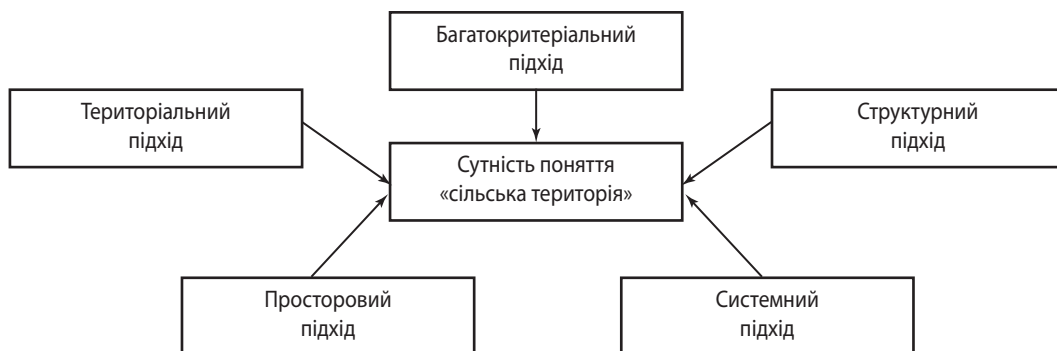 Багатокритеріальний
підхід
Територіальний
підхід
Структурний
підхід
Сутність поняття
«сільська територія»
Просторовий
підхід
Системний
підхід